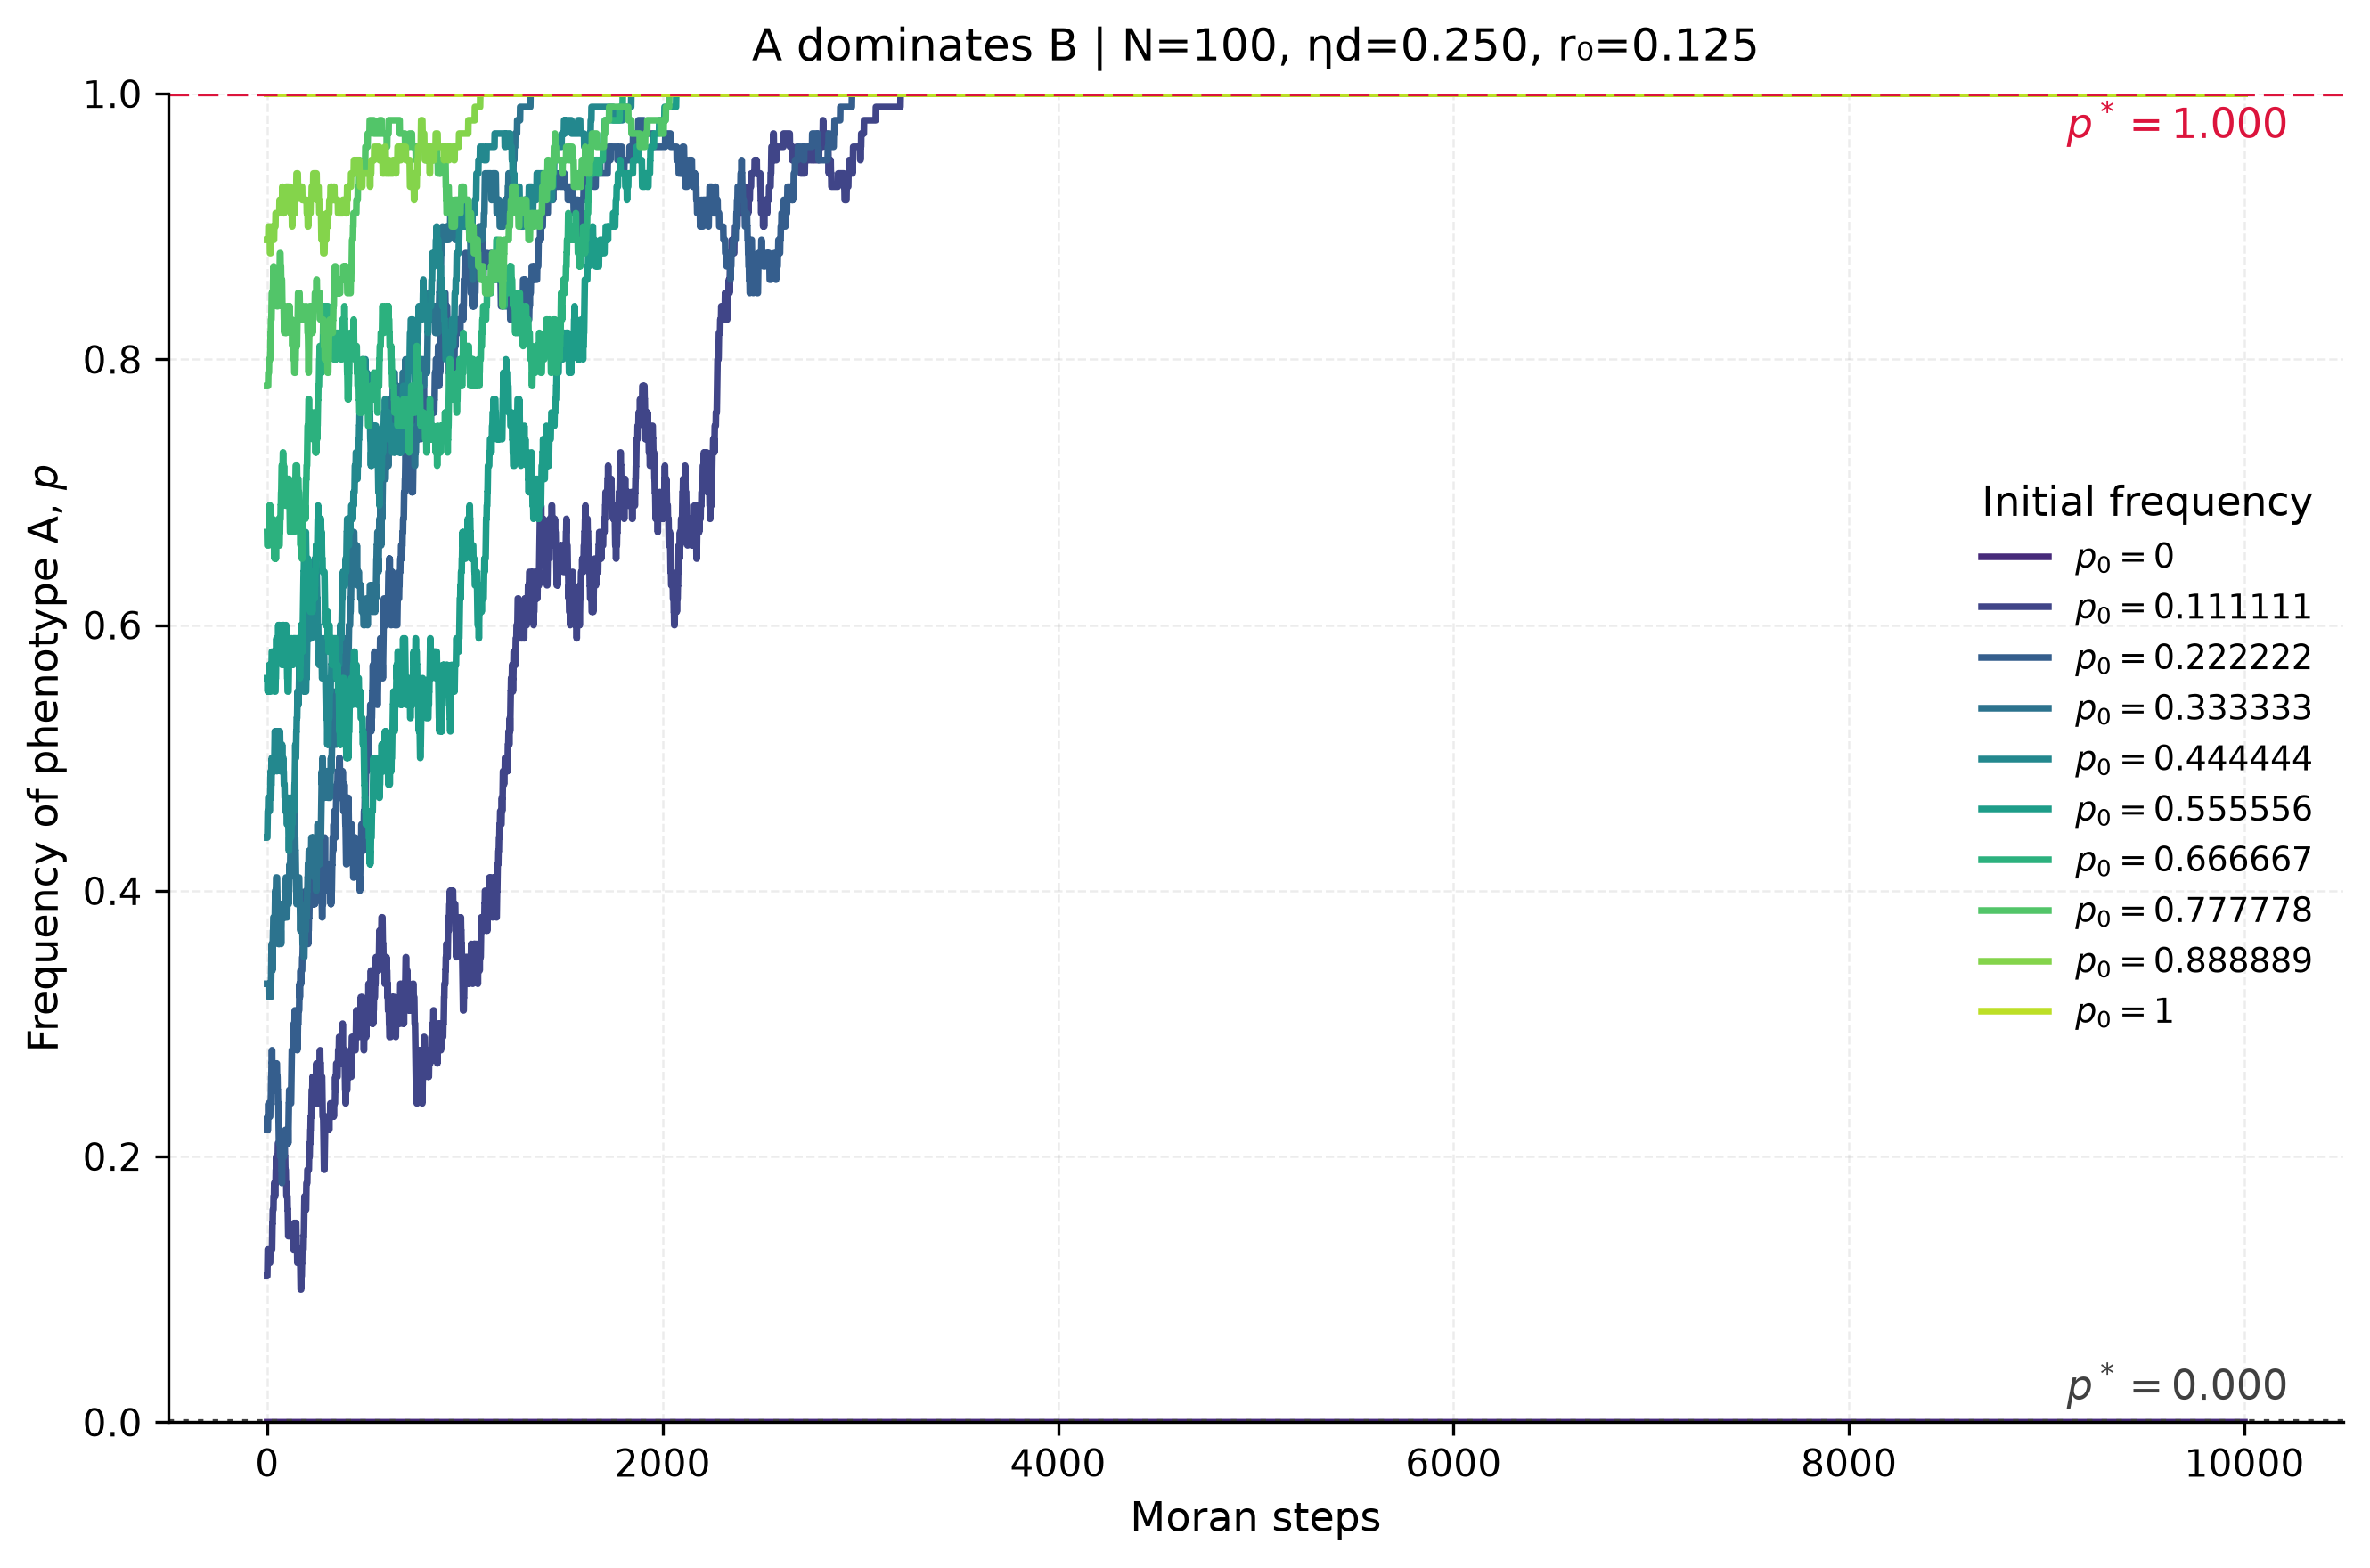 A dominates B | N=100, ηd=0.250, r₀=0.125
1.0
0.8
0.6
0.4
0.2
0.0
Frequency of phenotype A, p
p* = 1.000
Initial frequency
p₀ = 0
p₀ = 0.111111
p₀ = 0.222222
p₀ = 0.333333
p₀ = 0.444444
p₀ = 0.555556
p₀ = 0.666667
p₀ = 0.777778
p₀ = 0.888889
p₀ = 1
p* = 0.000
0 2000 4000 6000 8000 10000
Moran steps